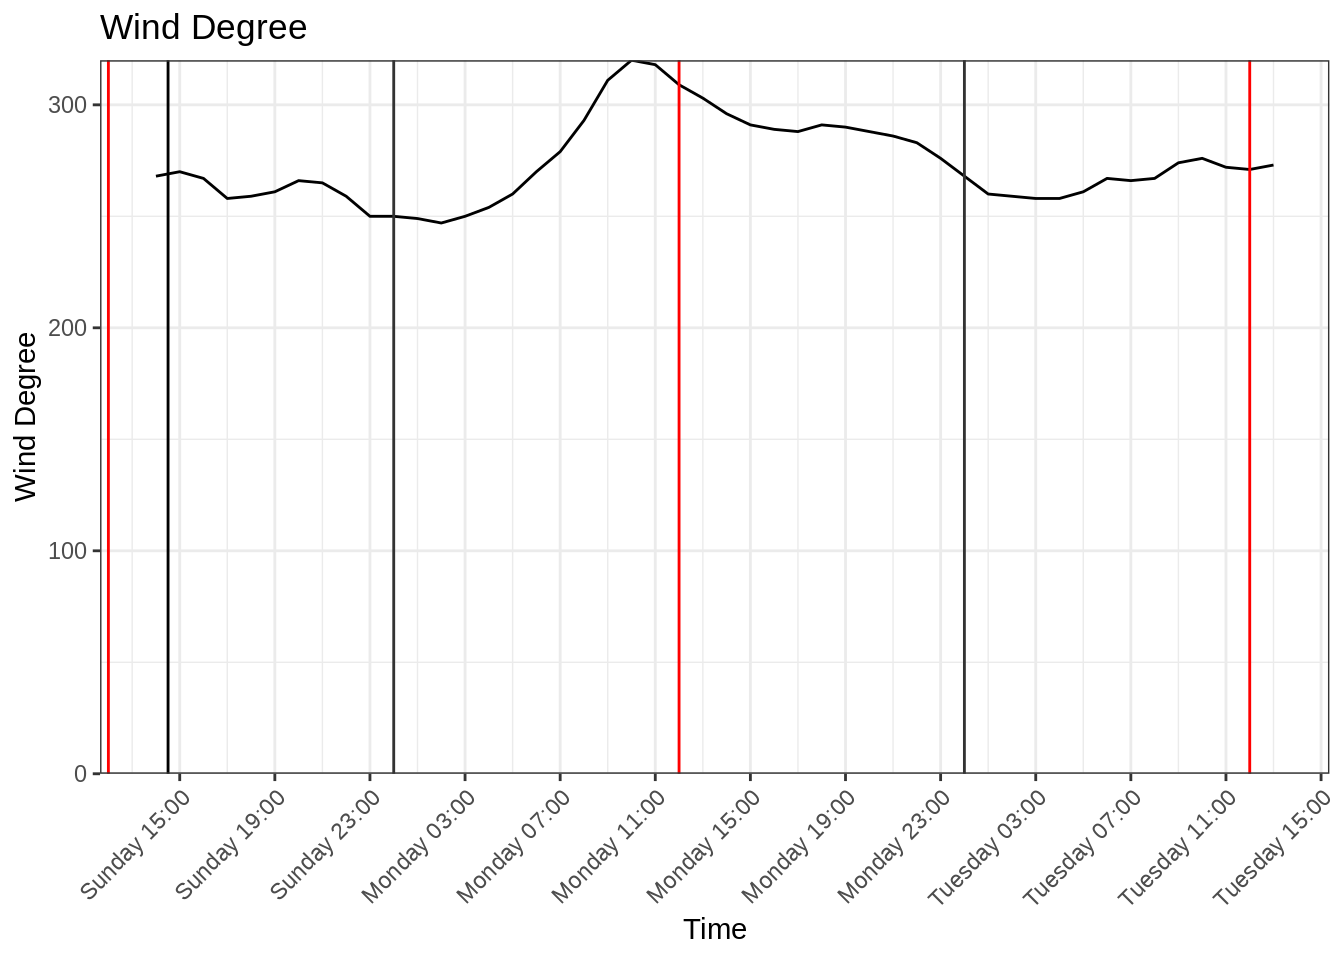 Wind Degree
Wind Degree
300
200
100
0
Sunday 15:00
Sunday 19:00
Sunday 23:00
Monday 03:00
Monday 07:00
Monday 11:00
Monday 15:00
Monday 19:00
Monday 23:00
Tuesday 03:00
Tuesday 07:00
Tuesday 11:00
Tuesday 15:00
Time